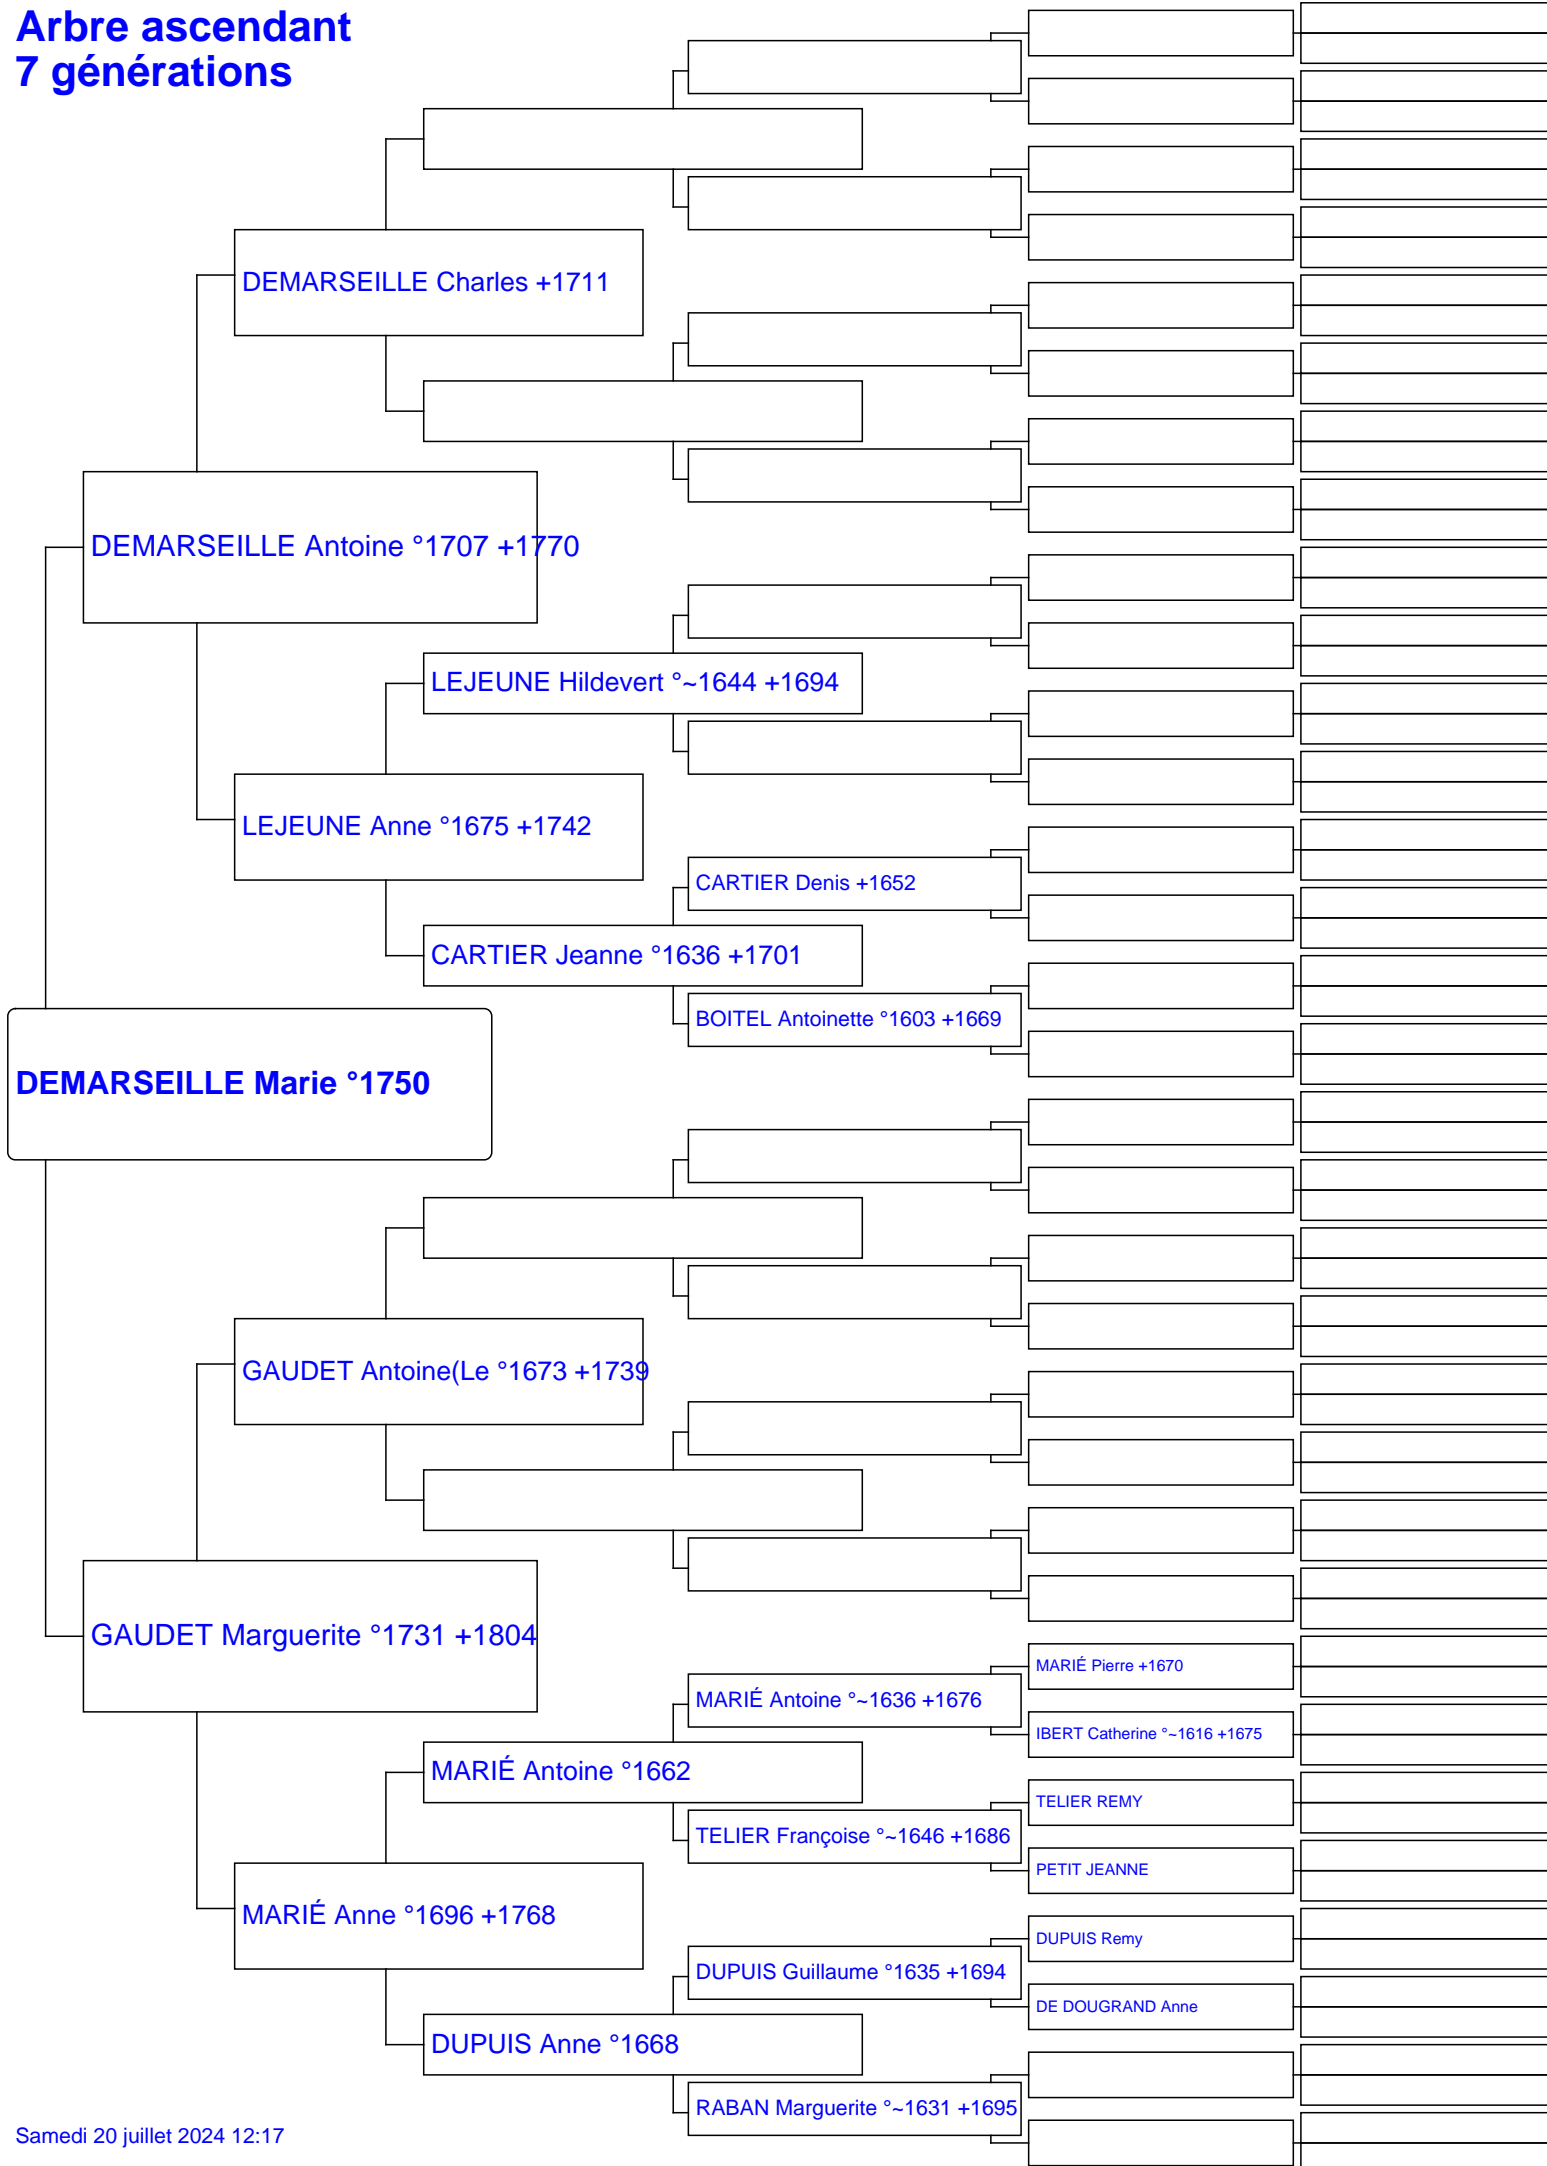 Arbre ascendant
7 générations
DEMARSEILLE Charles +1711
DEMARSEILLE Antoine °1707 +1770
LEJEUNE Hildevert °~1644 +1694
LEJEUNE Anne °1675 +1742
CARTIER Denis +1652
CARTIER Jeanne °1636 +1701
BOITEL Antoinette °1603 +1669
DEMARSEILLE Marie °1750
GAUDET Antoine(Le °1673 +1739
GAUDET Marguerite °1731 +1804
MARIÉ Pierre +1670
MARIÉ Antoine °~1636 +1676
IBERT Catherine °~1616 +1675
MARIÉ Antoine °1662
TELIER REMY
TELIER Françoise °~1646 +1686
PETIT JEANNE
MARIÉ Anne °1696 +1768
DUPUIS Remy
DUPUIS Guillaume °1635 +1694
DE DOUGRAND Anne
DUPUIS Anne °1668
RABAN Marguerite °~1631 +1695
Samedi 20 juillet 2024 12:17